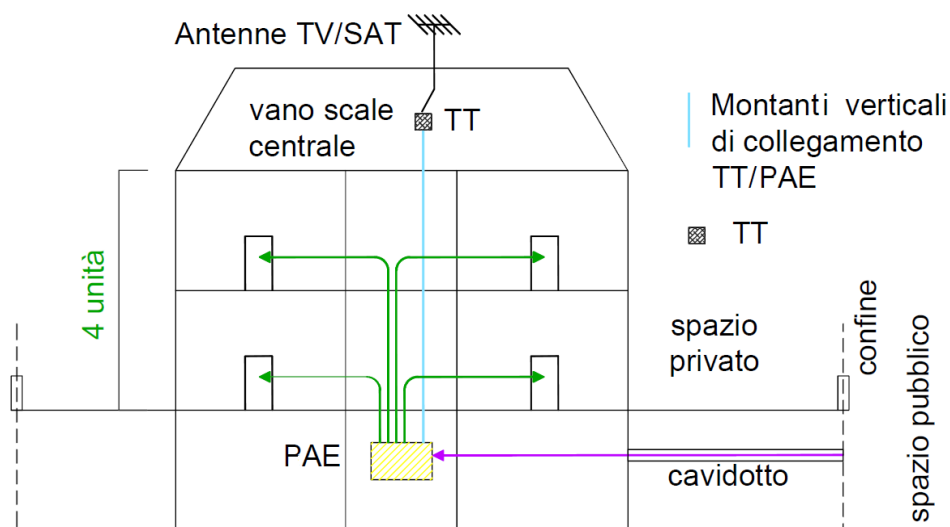 Antenne TV/SAT
vano scale
centrale
TT
Montanti verticali
di collegamento
TT/PAE
TT
4 unità
spazio
privato
confine
spazio pubblico
PAE
cavidotto